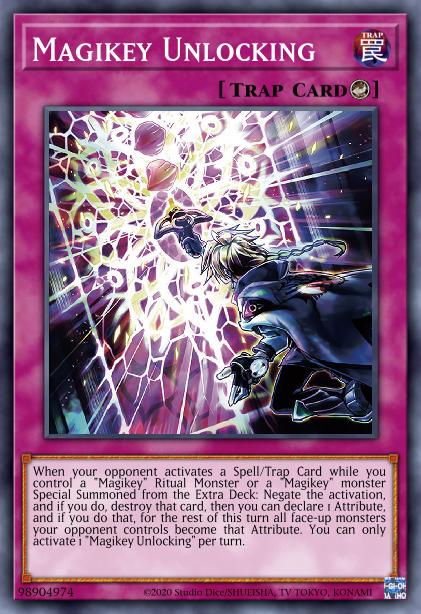 MAGIKEY UNLOCKING
TRAP
罠
[TRAP CARD]
When your opponent activates a Spell/Trap Card while you
control a "Magikey" Ritual Monster or a "Magikey" monster
Special Summoned from the Extra Deck: Negate the activation,
and if you do, destroy that card, then you can declare 1 Attribute,
and if you do that, for the rest of this turn all face-up monsters
your opponent controls become that Attribute. You can only
activate 1 "Magikey Unlocking" per turn.
98904974
©2020 Studio Dice/SHUEISHA, TV TOKYO, KONAMI